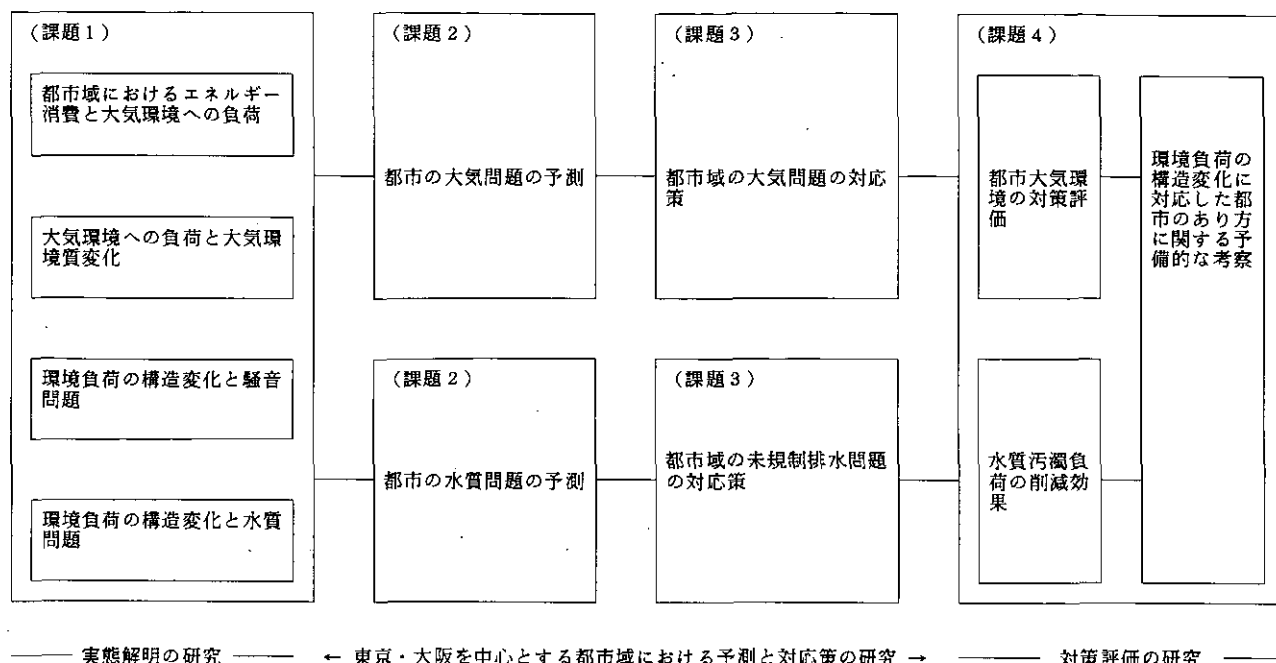 （課題１）
都市域におけるエネルギー
消費と大気環境への負荷
大気環境への負荷と大気環
境質変化
環境負荷の構造変化と騒音
問題
環境負荷の構造変化と水質
問題
（課題２）
都市の大気問題の予測
（課題２）
都市の水質問題の予測
（課題３）
都市域の大気問題の対応
策
（課題３）
都市域の未規制排水問題
の対応策
（課題４）
都市大気環
境の対策評
価
水質汚濁負
荷の削減効
果
環境負荷の
構造変化に
対応した都
市のあり方
に関する予
備的な考察
実態解明の研究
← 東京・大阪を中心とする都市域における予測と対応策の研究 →
対策評価の研究